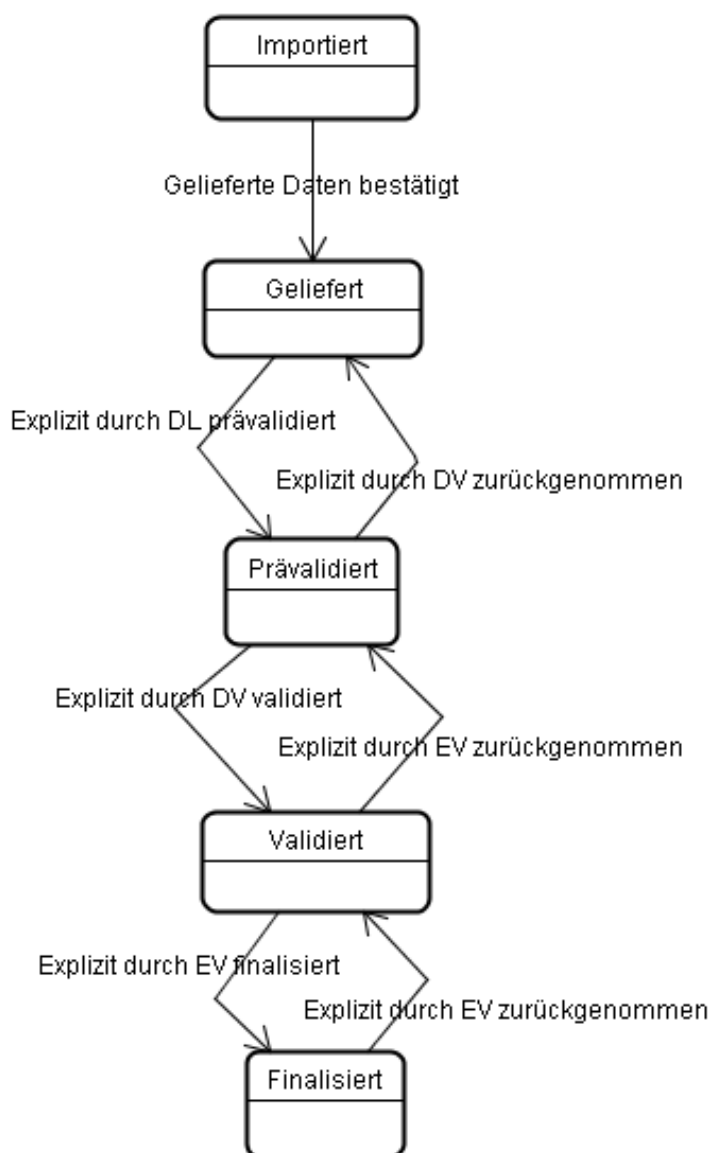 Importiert
Gelieferte Daten bestätigt
Geliefert
Explizit durch DL prävalidiert
Explizit durch DV zurückgenommen
Prävalidiert
Explizit durch DV validiert
Explizit durch EV zurückgenommen
Validiert
Explizit durch EV finalisiert
Explizit durch EV zurückgenommen
Finalisiert